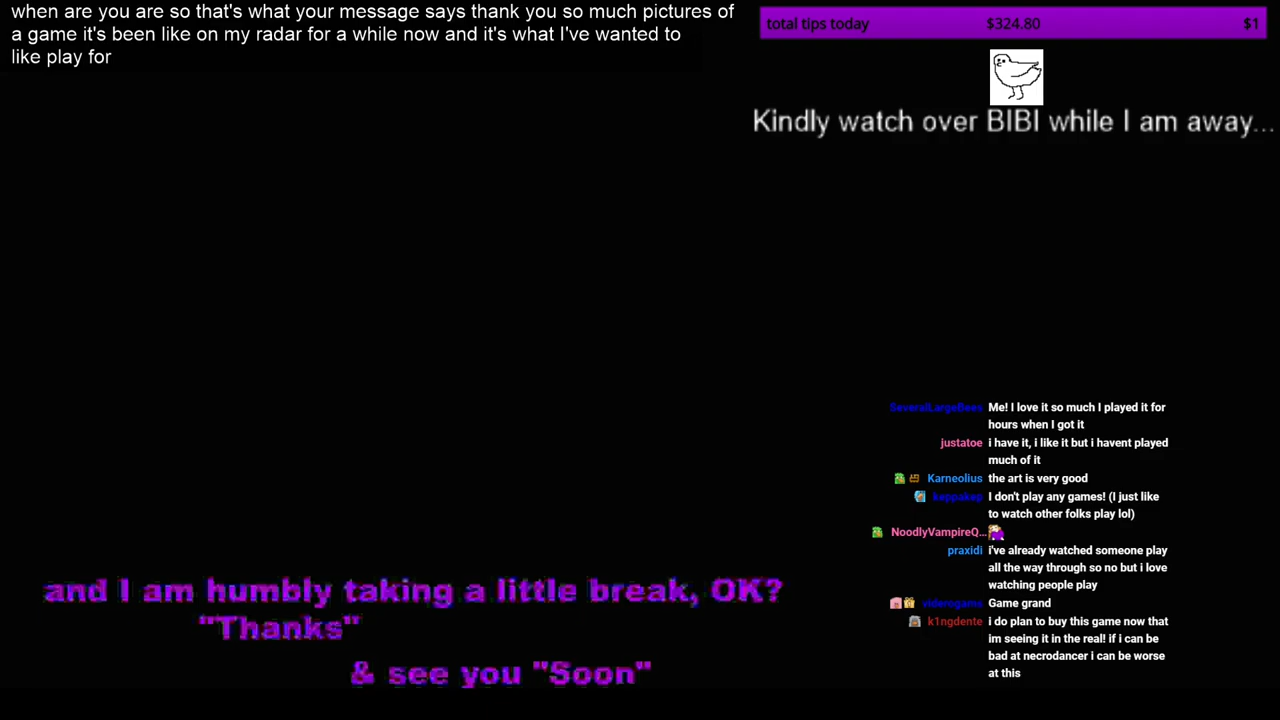 when are you are so that's what your message says thank you so much pictures of
a game it's been like on my radar for a while now and it's what I've wanted to
like play for
total tips today $324.80 $1
Kindly watch over BIBI while I am away...
SeveralLargeBees Me! I love it so much I played it for
hours when I got it
justatoe i have it, i like it but i havent played
much of it
Karneolius the art is very good
keppakup I don't play any games! (I just like
to watch other folks play lol)
NoodlyVampireQ...
praxidi i've already watched someone play
all the way through so no but i love
watching people play
viderogame Game grand
k1ngdente i do plan to buy this game now that
im seeing it in the real! if i can be
bad at necrodancer i can be worse
at this
and I am humbly taking a little break, OK?
"Thanks"
& see you "Soon"